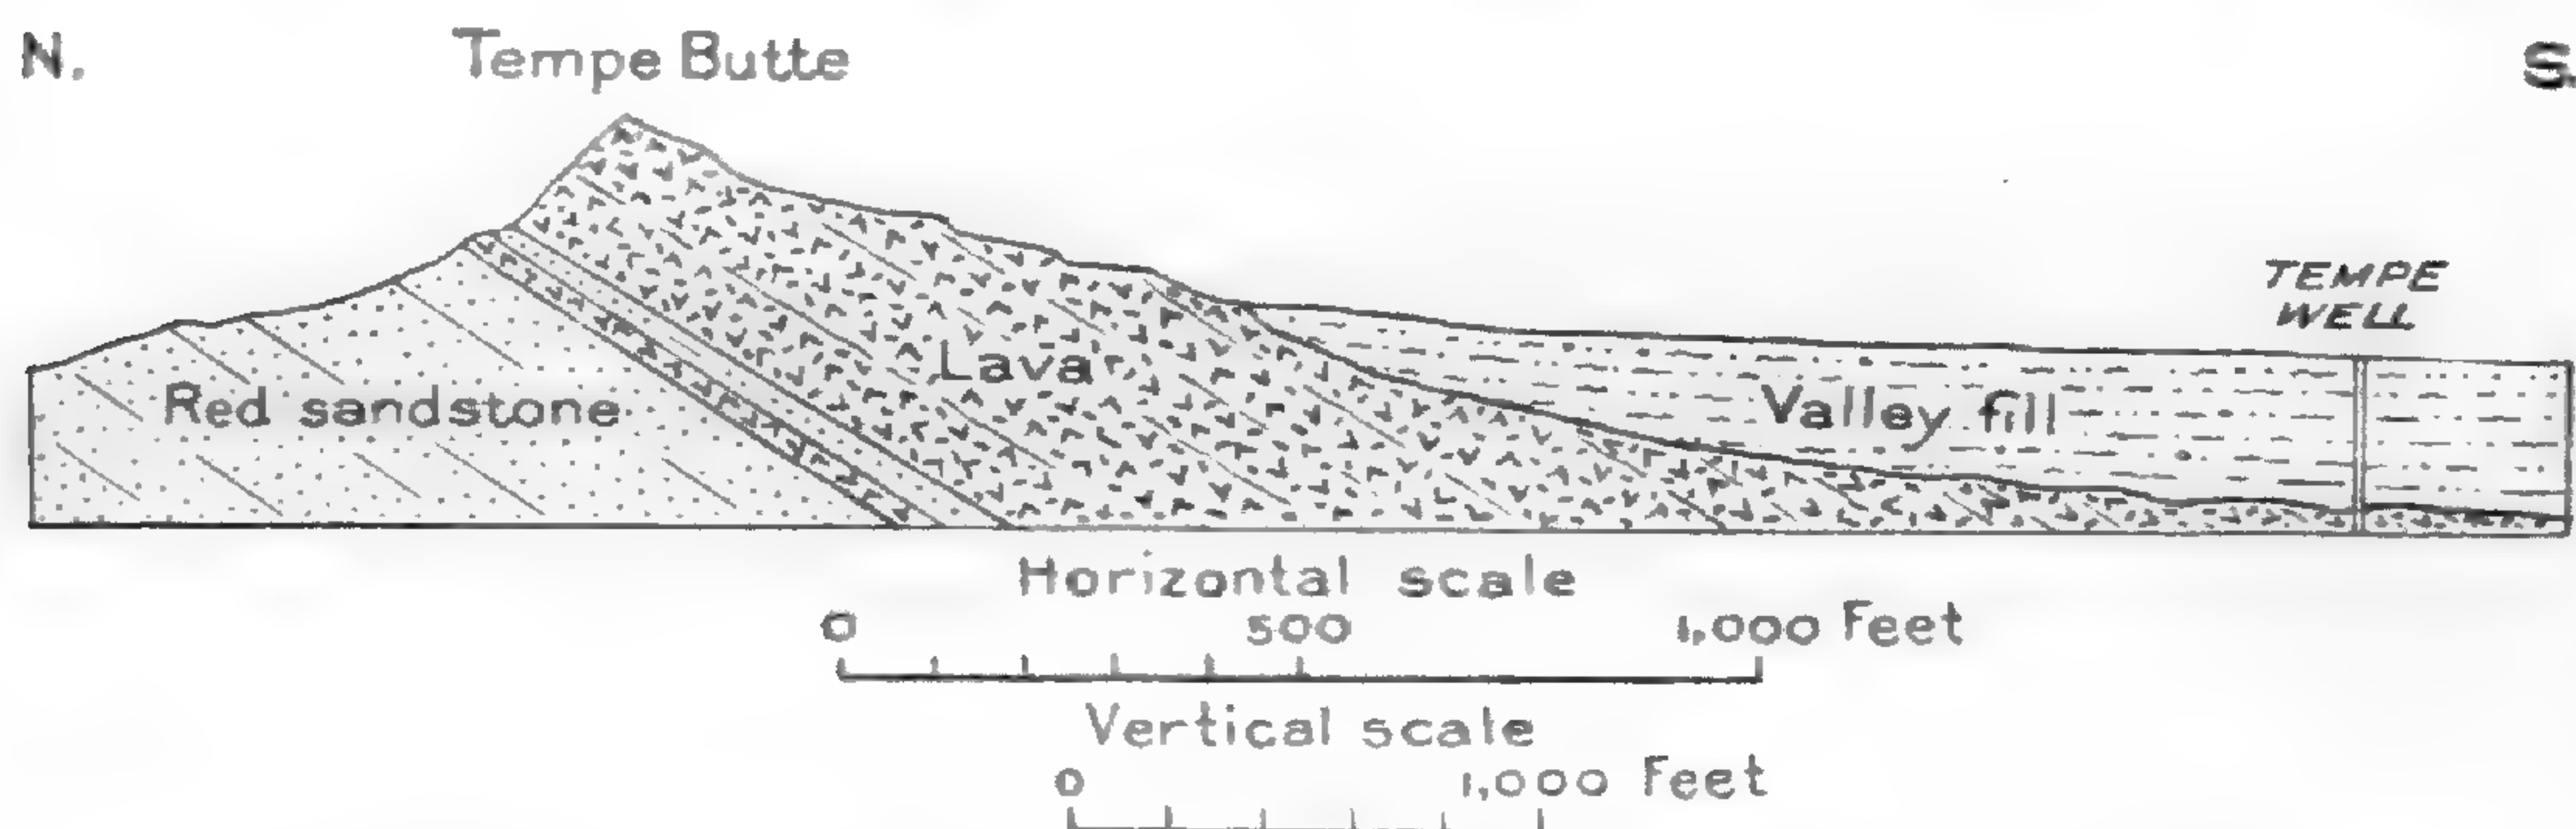 N. Tempe Butte S.
TEMPE
WELL
Lava
Red sandstone Valley fill
Horizontal scale
0 500 1,000 Feet
Vertical scale
0 1,000 Feet